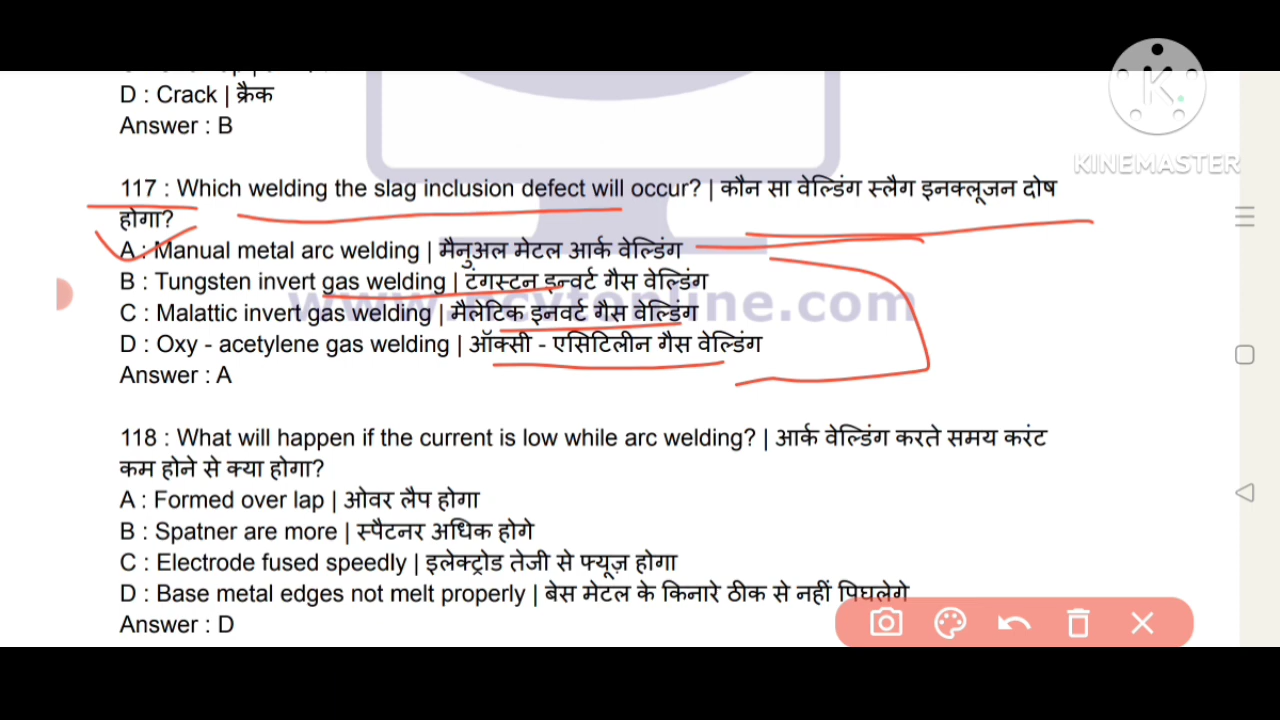 D : Crack | क्रैक
Answer : B
KINEMASTER
117 : Which welding the slag inclusion defect will occur? | कौन सा वेल्डिंग स्लैग इनक्लूजन दोष
होगा?
A : Manual metal arc welding | मैनुअल मेटल आर्क वेल्डिंग
B : Tungsten invert gas welding | टंगस्टन इन्वर्ट गैस वेल्डिंग
C : Malattic invert gas welding | मैलेटिक इनवर्ट गैस वेल्डिंग
D : Oxy - acetylene gas welding | ऑक्सी - एसिटिलीन गैस वेल्डिंग
Answer : A
118 : What will happen if the current is low while arc welding? | आर्क वेल्डिंग करते समय करंट
कम होने से क्या होगा?
A : Formed over lap | ओवर लैप होगा
B : Spatner are more | स्पैटनर अधिक होगे
C : Electrode fused speedly | इलेक्ट्रोड तेजी से फ्यूज़ होगा
D : Base metal edges not melt properly | बेस मेटल के किनारे ठीक से नहीं पिघलेगे
Answer : D